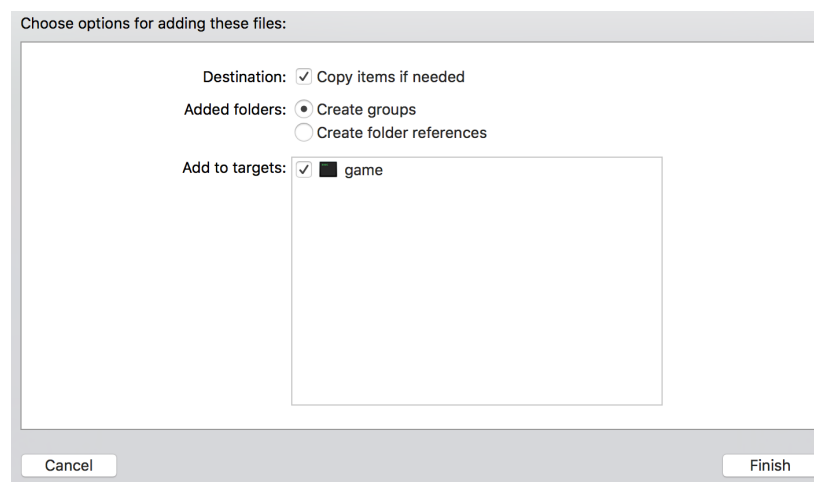 Choose options for adding these files:
Destination: Copy items if needed
Added folders: Create groups
Create folder references
Add to targets: game
Cancel Finish